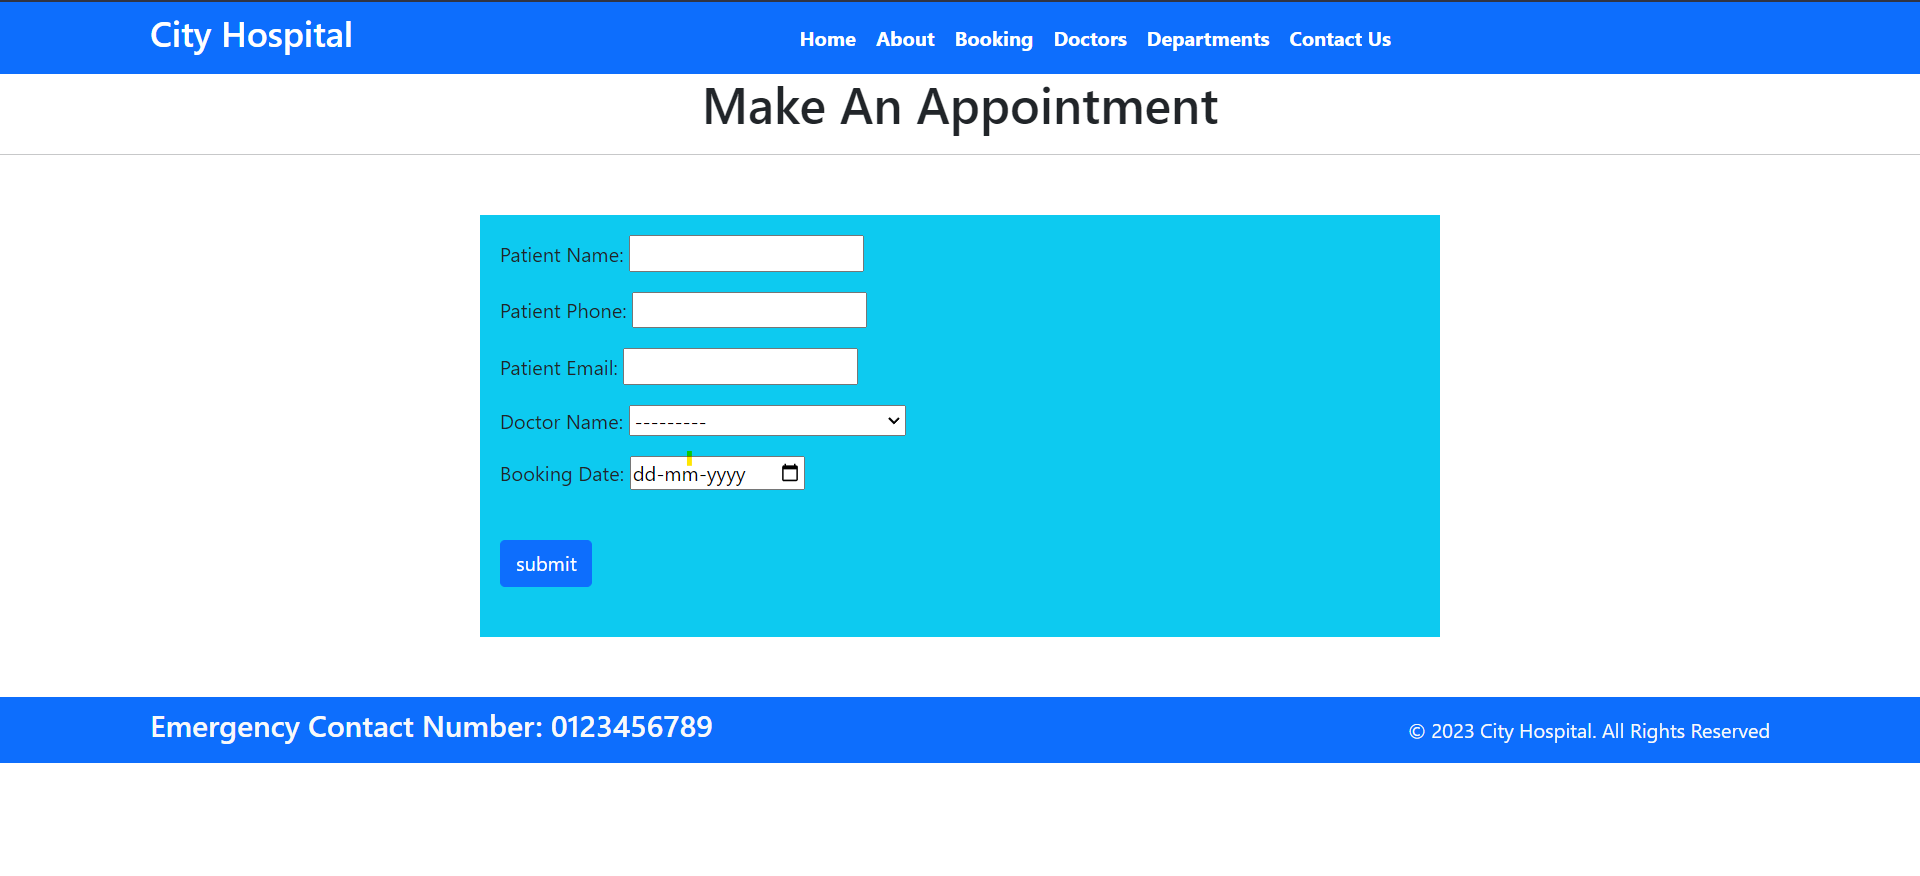 City Hospital
Home About Booking Doctors Departments Contact Us
Make An Appointment
Patient Name:
Patient Phone:
Patient Email:
Doctor Name: ---------
Booking Date: dd-mm-yyyy
submit
Emergency Contact Number: 0123456789
© 2023 City Hospital. All Rights Reserved